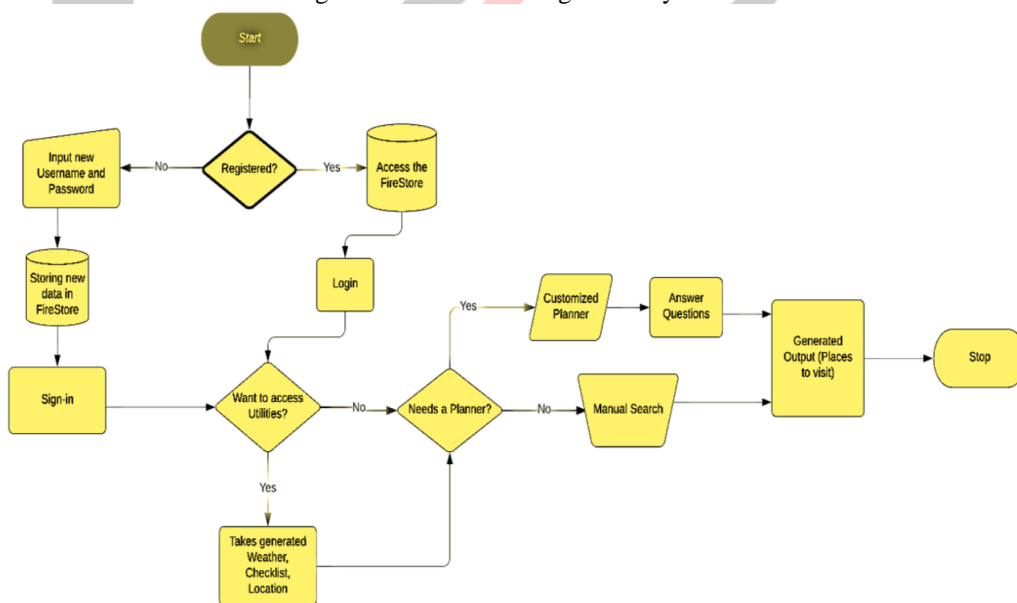 Start
Registered?
No
Yes
Input new
Username and
Password
Access the
FireStore
Storing new
data in
FireStore
Login
Sign-in
Want to access
Utilities?
No
Yes
Takes generated
Weather,
Checklist,
Location
Needs a Planner?
Yes
No
Customized
Planner
Answer
Questions
Manual Search
Generated
Output (Places
to visit)
Stop